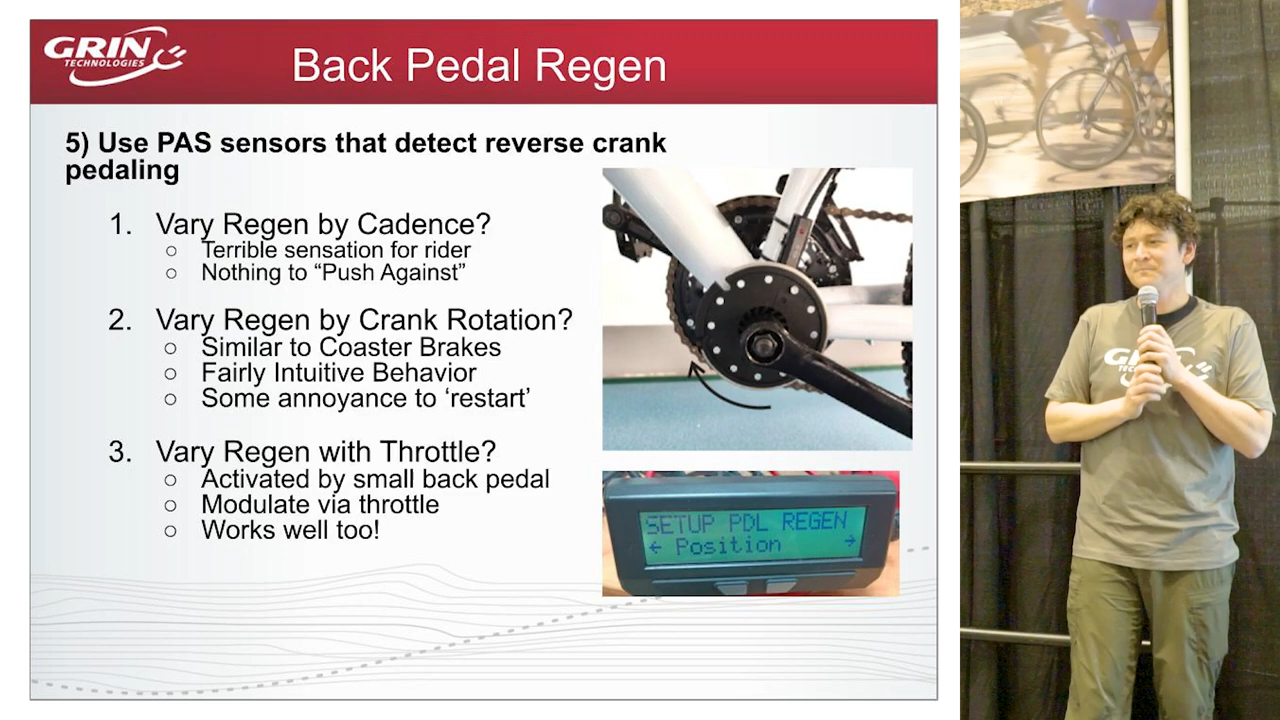 GRIN
TECHNOLOGIES
Back Pedal Regen
5) Use PAS sensors that detect reverse crank
pedaling
1. Vary Regen by Cadence?
○ Terrible sensation for rider
○ Nothing to “Push Against”
2. Vary Regen by Crank Rotation?
○ Similar to Coaster Brakes
○ Fairly Intuitive Behavior
○ Some annoyance to ‘restart’
3. Vary Regen with Throttle?
○ Activated by small back pedal
○ Modulate via throttle
○ Works well too!
SETUP PDL REGEN
← Position →